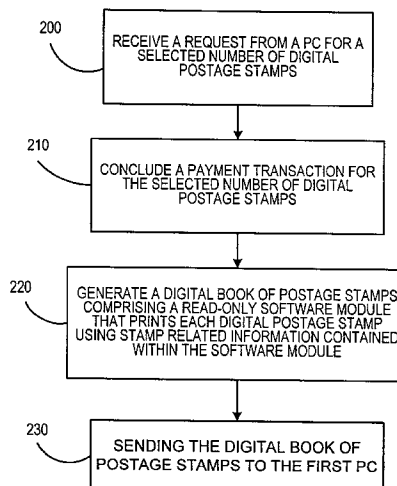 200
RECEIVE A REQUEST FROM A PC FOR A
SELECTED NUMBER OF DIGITAL
POSTAGE STAMPS
210
CONCLUDE A PAYMENT TRANSACTION FOR
THE SELECTED NUMBER OF DIGITAL
POSTAGE STAMPS
220
GENERATE A DIGITAL BOOK OF POSTAGE STAMPS
COMPRISING A READ-ONLY SOFTWARE MODULE
THAT PRINTS EACH DIGITAL POSTAGE STAMP
USING STAMP RELATED INFORMATION CONTAINED
WITHIN THE SOFTWARE MODULE
230
SENDING THE DIGITAL BOOK OF
POSTAGE STAMPS TO THE FIRST PC